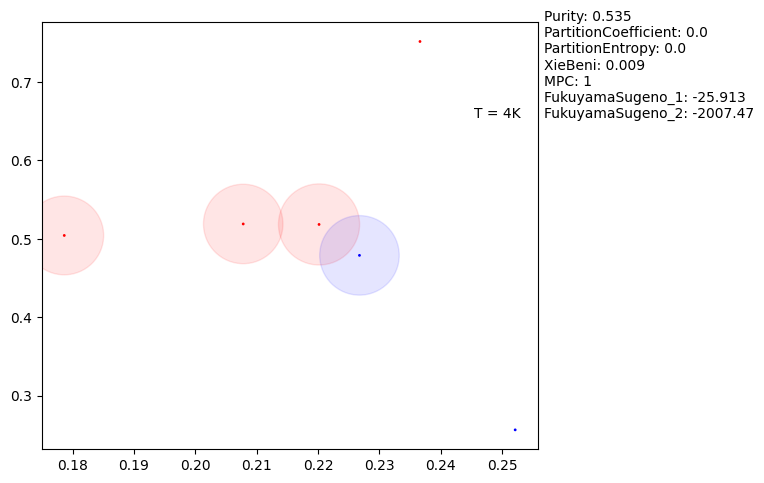 Purity: 0.535
PartitionCoefficient: 0.0
PartitionEntropy: 0.0
XieBeni: 0.009
MPC: 1
FukuyamaSugeno_1: -25.913
FukuyamaSugeno_2: -2007.47
T = 4K
0.7
0.6
0.5
0.4
0.3
0.18 0.19 0.20 0.21 0.22 0.23 0.24 0.25